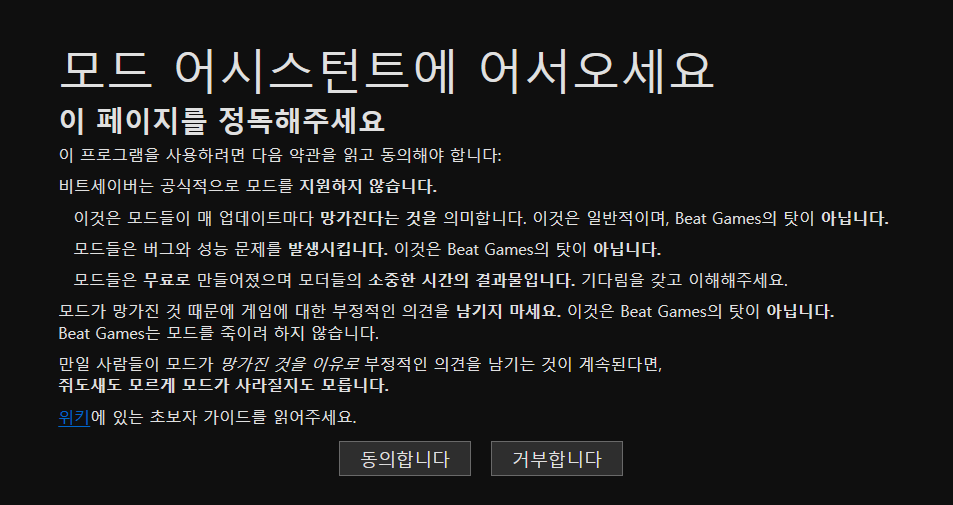 모드 어시스턴트에 어서오세요
이 페이지를 정독해주세요
이 프로그램을 사용하려면 다음 약관을 읽고 동의해야 합니다:
비트세이버는 공식적으로 모드를 지원하지 않습니다.
이것은 모드들이 매 업데이트마다 망가진다는 것을 의미합니다. 이것은 일반적이며, Beat Games의 탓이 아닙니다.
모드들은 버그와 성능 문제를 발생시킵니다. 이것은 Beat Games의 탓이 아닙니다.
모드들은 무료로 만들어졌으며 모더들의 소중한 시간의 결과물입니다. 기다림을 갖고 이해해주세요.
모드가 망가진 것 때문에 게임에 대한 부정적인 의견을 남기지 마세요. 이것은 Beat Games의 탓이 아닙니다.
Beat Games는 모드를 죽이려 하지 않습니다.
만일 사람들이 모드가 망가진 것을 이유로 부정적인 의견을 남기는 것이 계속된다면,
쥐도새도 모르게 모드가 사라질지도 모릅니다.
위키에 있는 초보자 가이드를 읽어주세요.
동의합니다
거부합니다